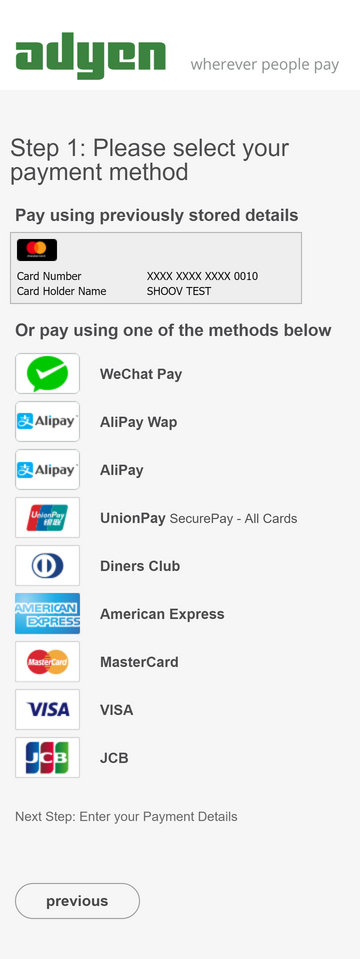 adyen
wherever people pay
Step 1: Please select your
payment method
Pay using previously stored details
mastercard
Card Number XXXX XXXX XXXX 0010
Card Holder Name SHOOV TEST
Or pay using one of the methods below
WeChat Pay
支 Alipay AliPay Wap
支 Alipay AliPay
UnionPay
银联
UnionPay SecurePay - All Cards
Diners Club
AMERICAN
EXPRESS
American Express
MasterCard MasterCard
VISA VISA
JCB JCB
Next Step: Enter your Payment Details
previous